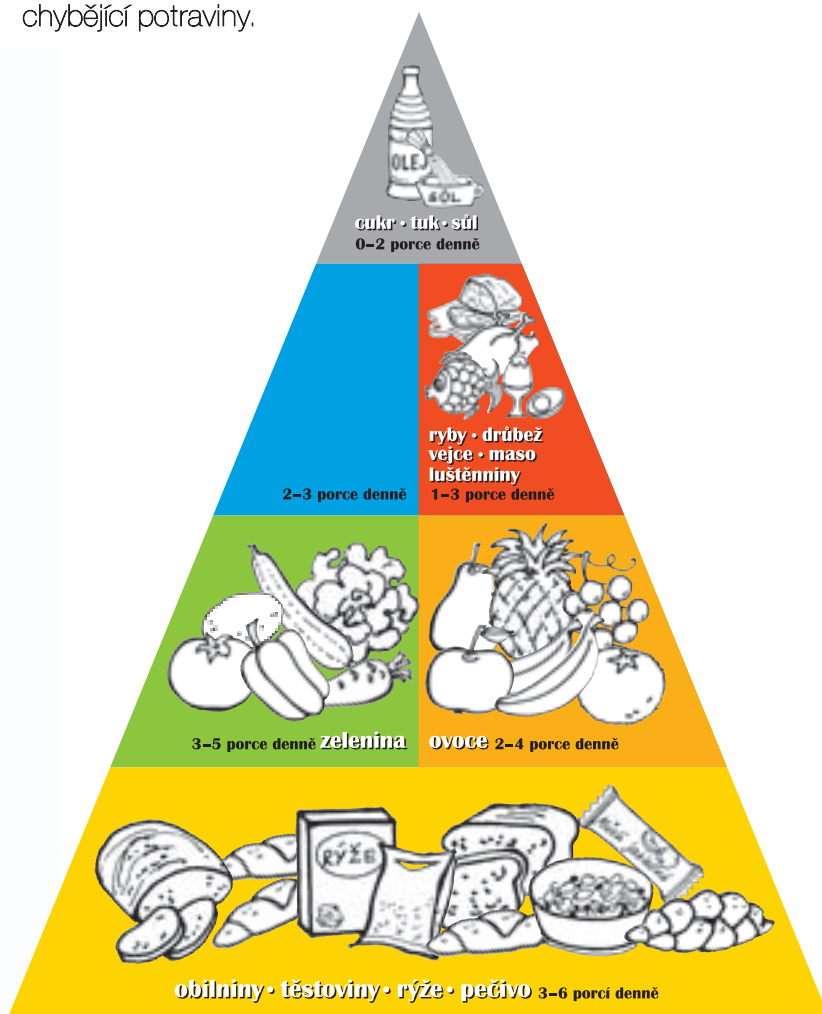 chybějící potraviny.
OLEJ
SŮL
cukr • tuk • sůl
0–2 porce denně
ryby • drůbež
vejce • maso
luštěnniny
2–3 porce denně
1–3 porce denně
3–5 porce denně zelenina
ovoce 2–4 porce denně
RÝŽE
obilniny • těstoviny • rýže • pečivo 3–6 porcí denně